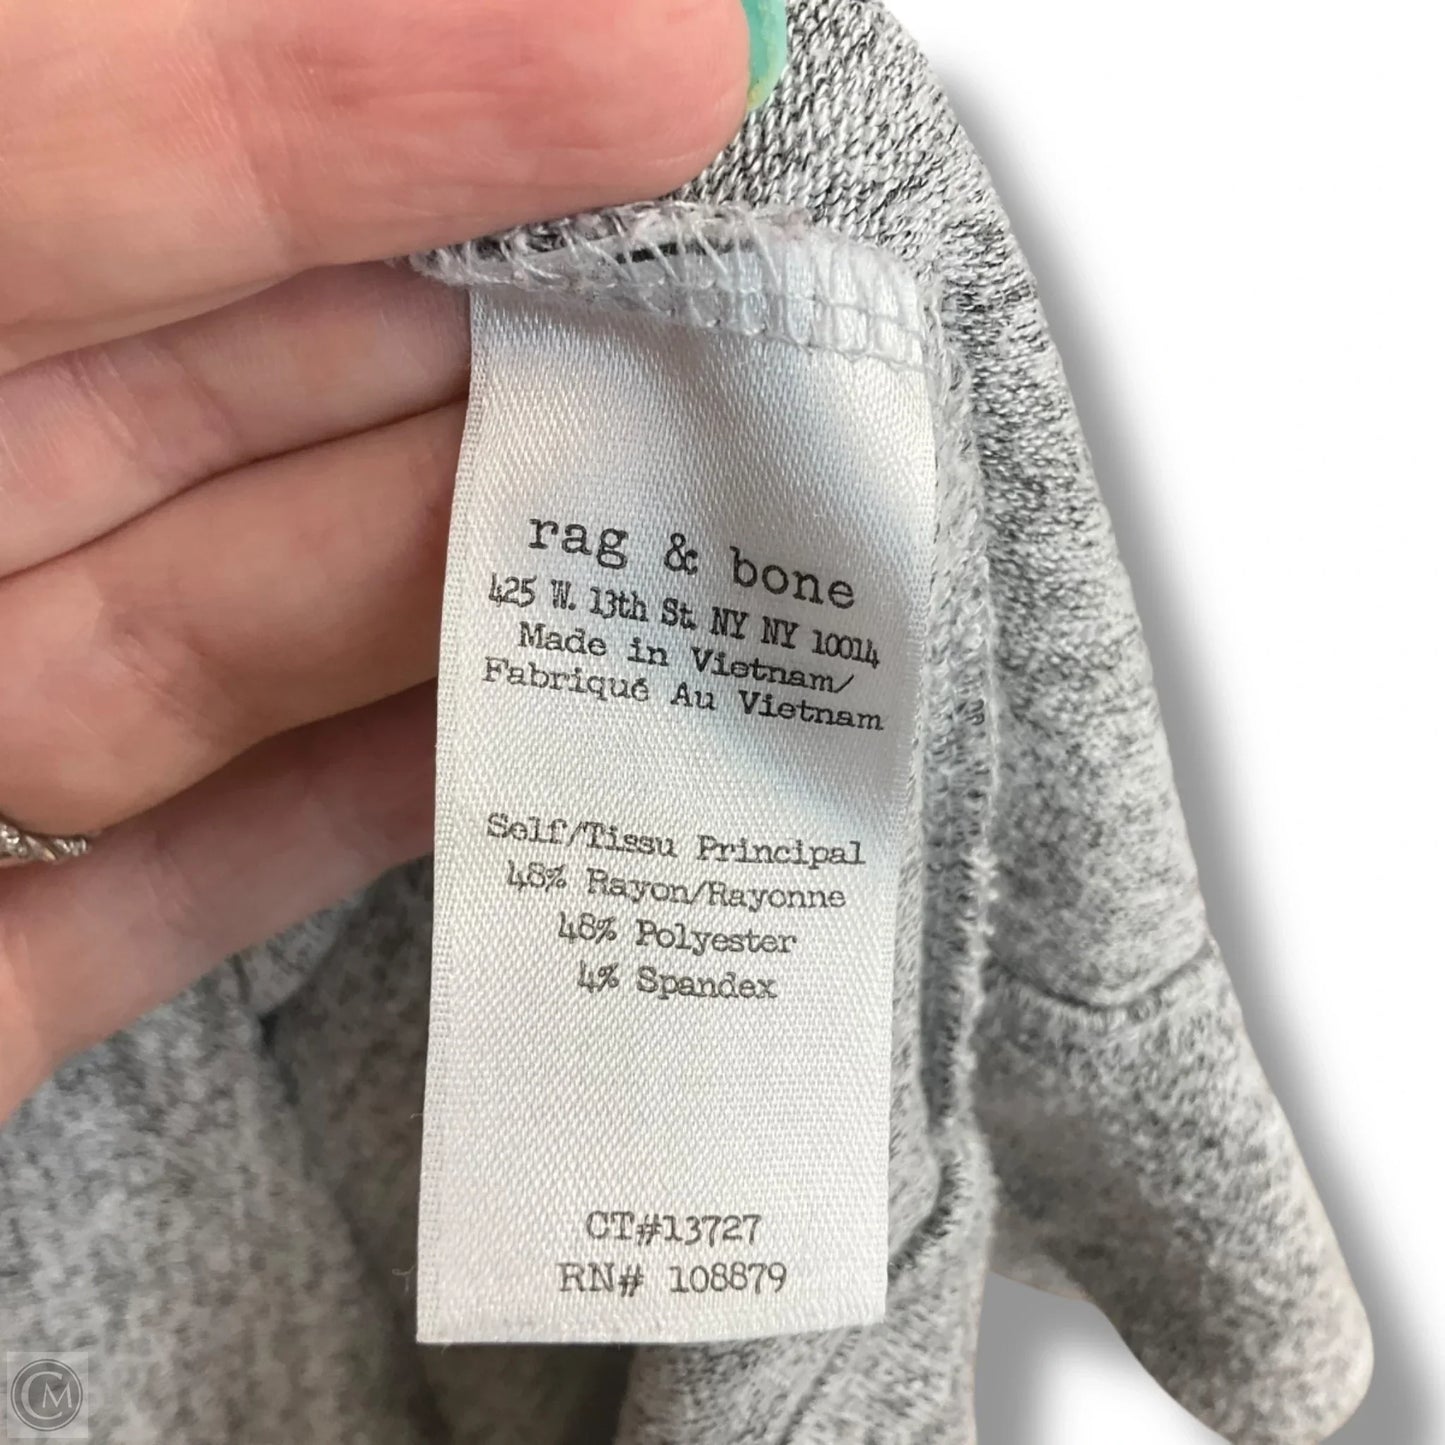 rag & bone
425 W. 13th St. NY NY 10014
Made in Vietnam/
Fabriqué Au Vietnam
Self/Tissu Principal
48% Rayon/Rayonne
48% Polyester
4% Spandex
CT#13727
RN# 108879
CM